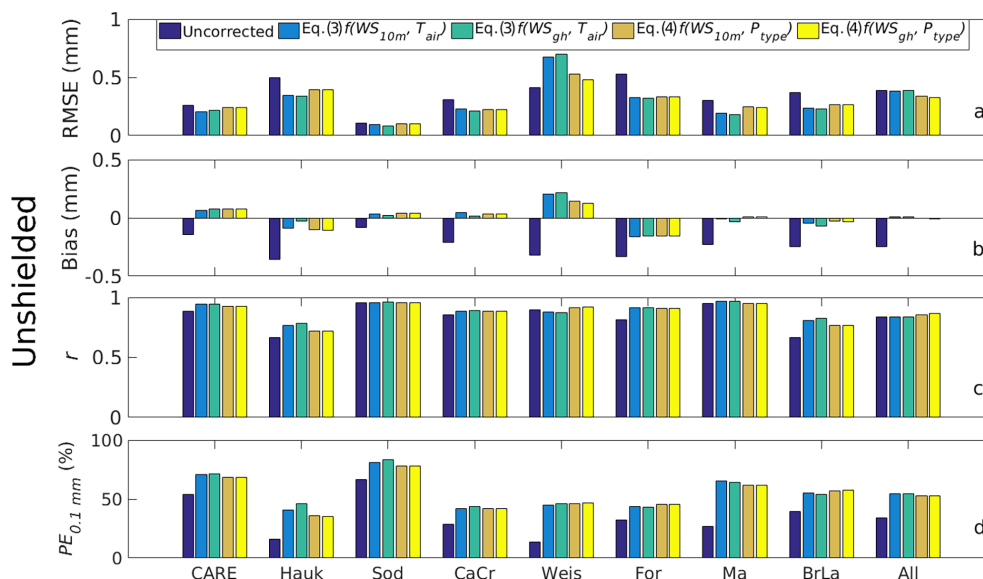 Unshielded
Uncorrected Eq.(3)f(WS10m, Tair) Eq.(3)f(WSgh, Tair) Eq.(4)f(WS10m, Ptype) Eq.(4)f(WSgh, Ptype)
RMSE (mm)
1
0.5
0
a
Bias (mm)
0.5
0
-0.5
b
r
1
0.5
0
c
PE0.1 mm (%)
100
50
0
d
CARE Hauk Sod CaCr Weis For Ma BrLa All